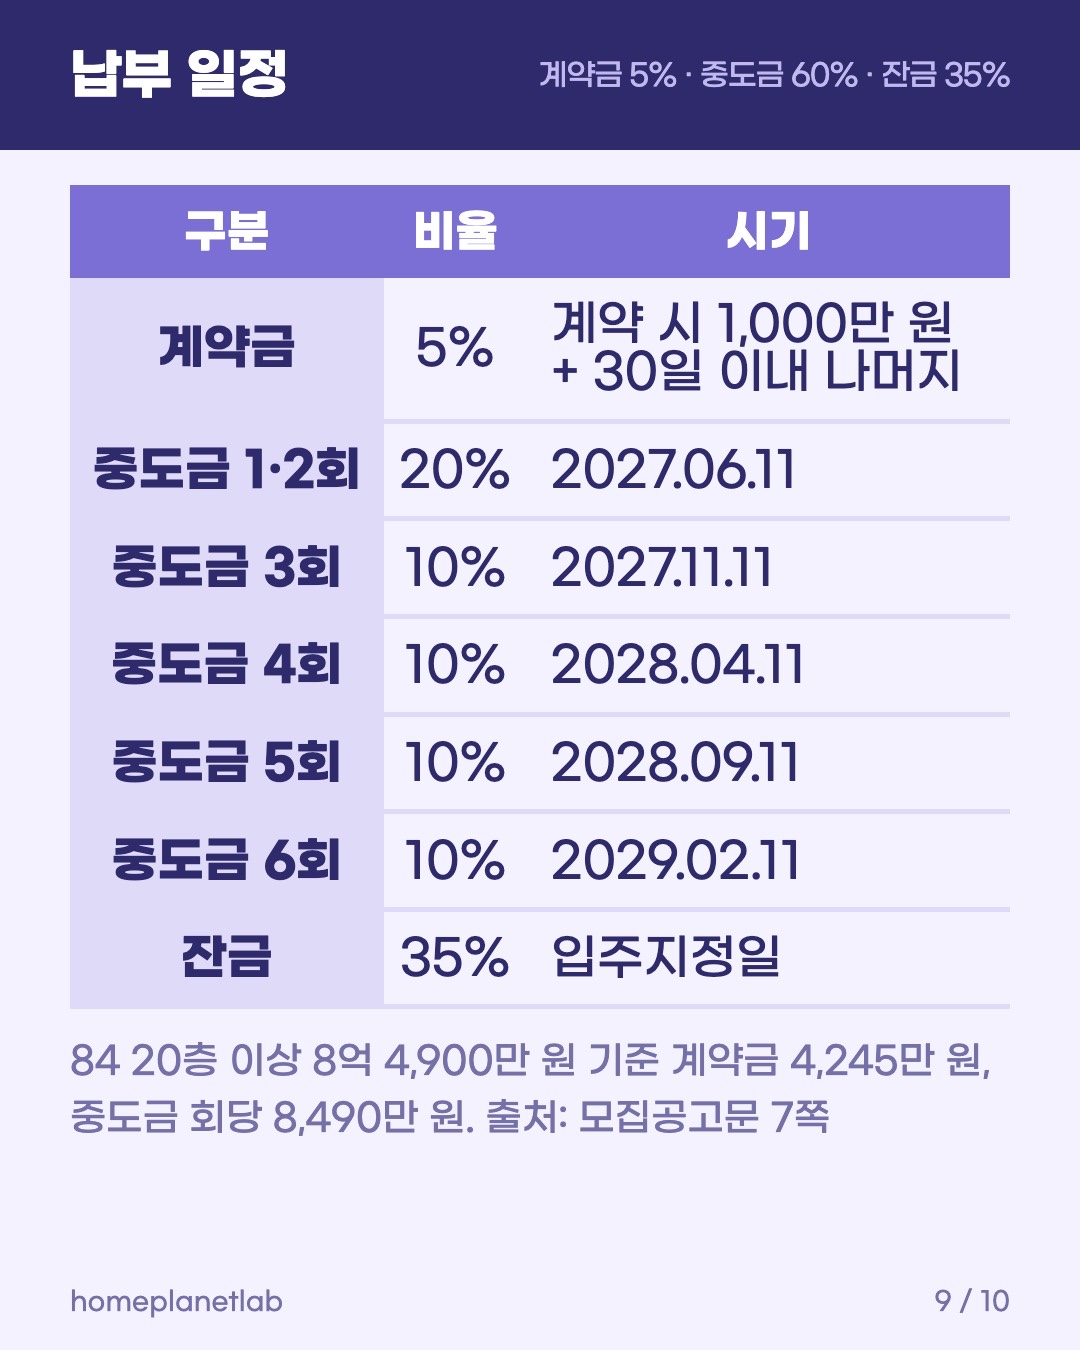 납부 일정
계약금 5% · 중도금 60% · 잔금 35%
구분 비율 시기
계약금 5% 계약 시 1,000만 원
+ 30일 이내 나머지
중도금 1·2회 20% 2027.06.11
중도금 3회 10% 2027.11.11
중도금 4회 10% 2028.04.11
중도금 5회 10% 2028.09.11
중도금 6회 10% 2029.02.11
잔금 35% 입주지정일
84 20층 이상 8억 4,900만 원 기준 계약금 4,245만 원,
중도금 회당 8,490만 원. 출처: 모집공고문 7쪽
homeplanetlab
9 / 10